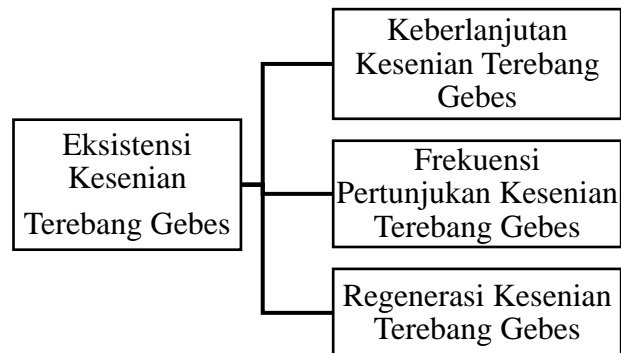 Eksistensi
Kesenian
Terebang Gebes
Keberlanjutan
Kesenian Terebang
Gebes
Frekuensi
Pertunjukan Kesenian
Terebang Gebes
Regenerasi Kesenian
Terebang Gebes